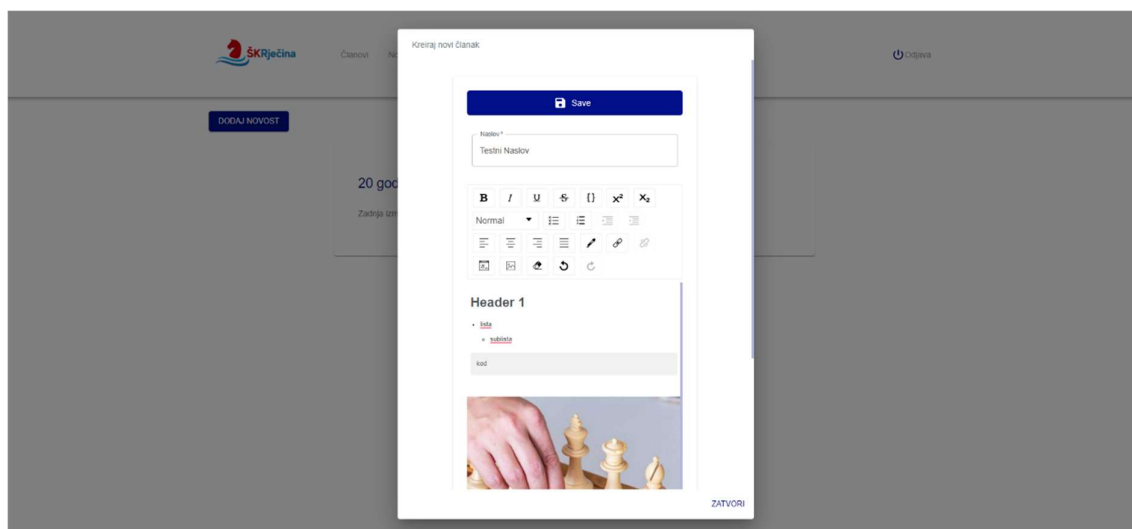 Kreiraj novi članak
ŠKRječina
Članovi
Odjava
Save
DODAJ NOVOST
Naslov*
Testni Naslov
20 god
Zadnja izm
B I U S {} X² X₂
Normal
Header 1
lista
sublista
kod
ZATVORI